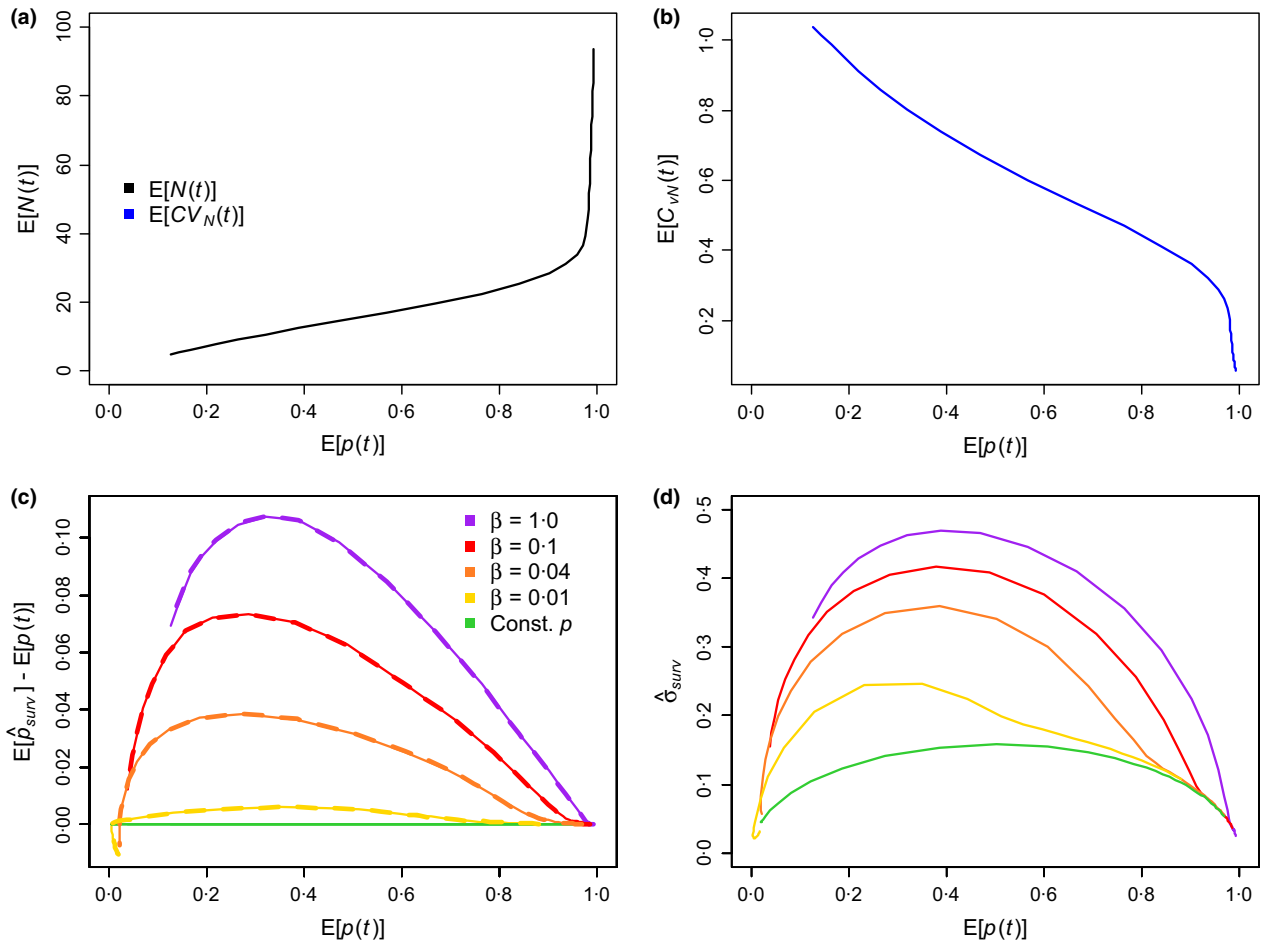 (a)
E[N(t)]
100
80
60
40
20
0
E[N(t)]
E[CV_N(t)]
0·0 0·2 0·4 0·6 0·8 1·0
E[p(t)]
(b)
E[C_vN(t)]
1·0
0·8
0·6
0·4
0·2
0·0 0·2 0·4 0·6 0·8 1·0
E[p(t)]
(c)
E[p̂_surv] - E[p(t)]
0·10
0·08
0·06
0·04
0·02
0·00
β = 1·0
β = 0·1
β = 0·04
β = 0·01
Const. p
0·0 0·2 0·4 0·6 0·8 1·0
E[p(t)]
(d)
σ̂_surv
0·5
0·4
0·3
0·2
0·1
0·0
0·0 0·2 0·4 0·6 0·8 1·0
E[p(t)]